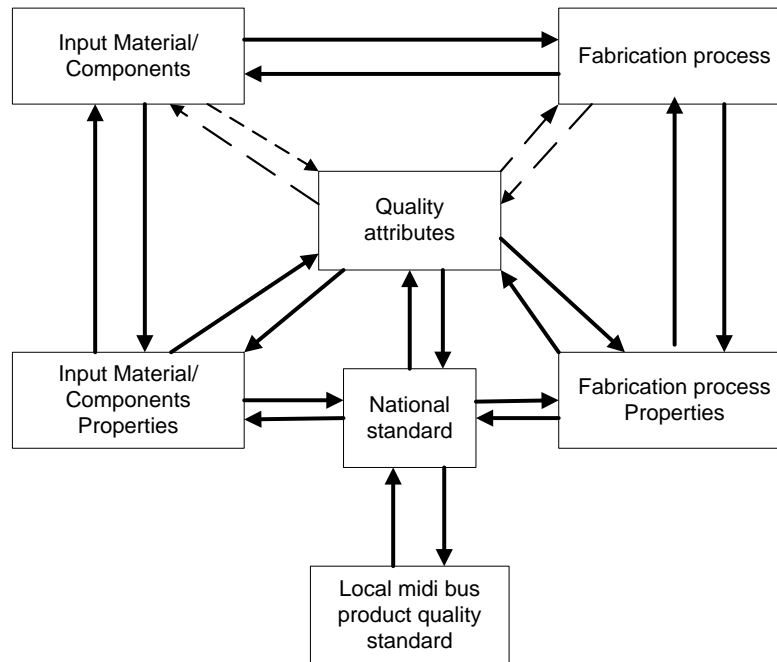 Input Material/
Components
Fabrication process
Quality
attributes
Input Material/
Components
Properties
National
standard
Fabrication process
Properties
Local midi bus
product quality
standard